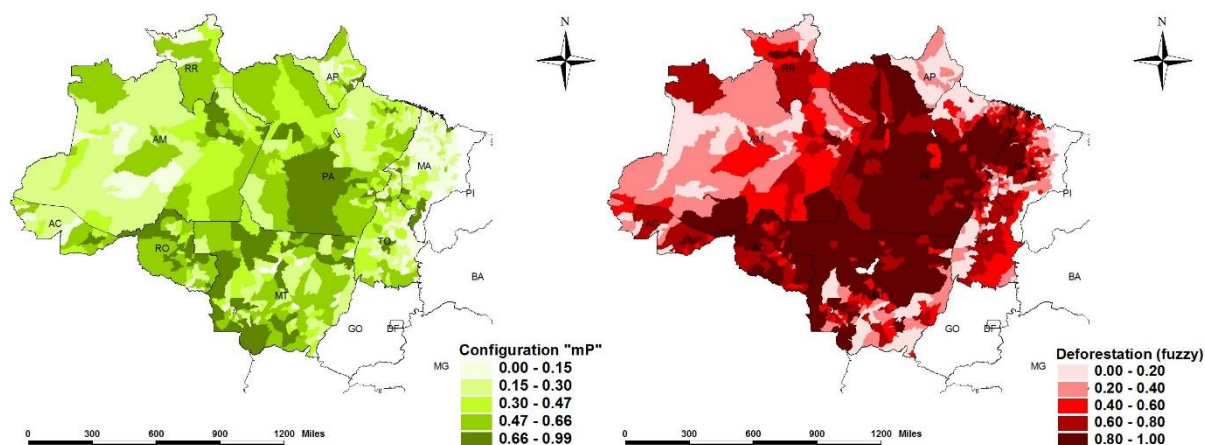 N
RR
AP
AM
PA
MA
PI
AC
RO
TO
MT
BA
GO
DF
MG
Configuration "mP"
0.00 - 0.15
0.15 - 0.30
0.30 - 0.47
0.47 - 0.66
0.66 - 0.99
0 300 600 900 1200 Miles
N
RR
AP
AM
PA
MA
PI
AC
RO
BA
GO
DF
MG
Deforestation (fuzzy)
0.00 - 0.20
0.20 - 0.40
0.40 - 0.60
0.60 - 0.80
0.80 - 1.00
0 300 600 900 1200 Miles